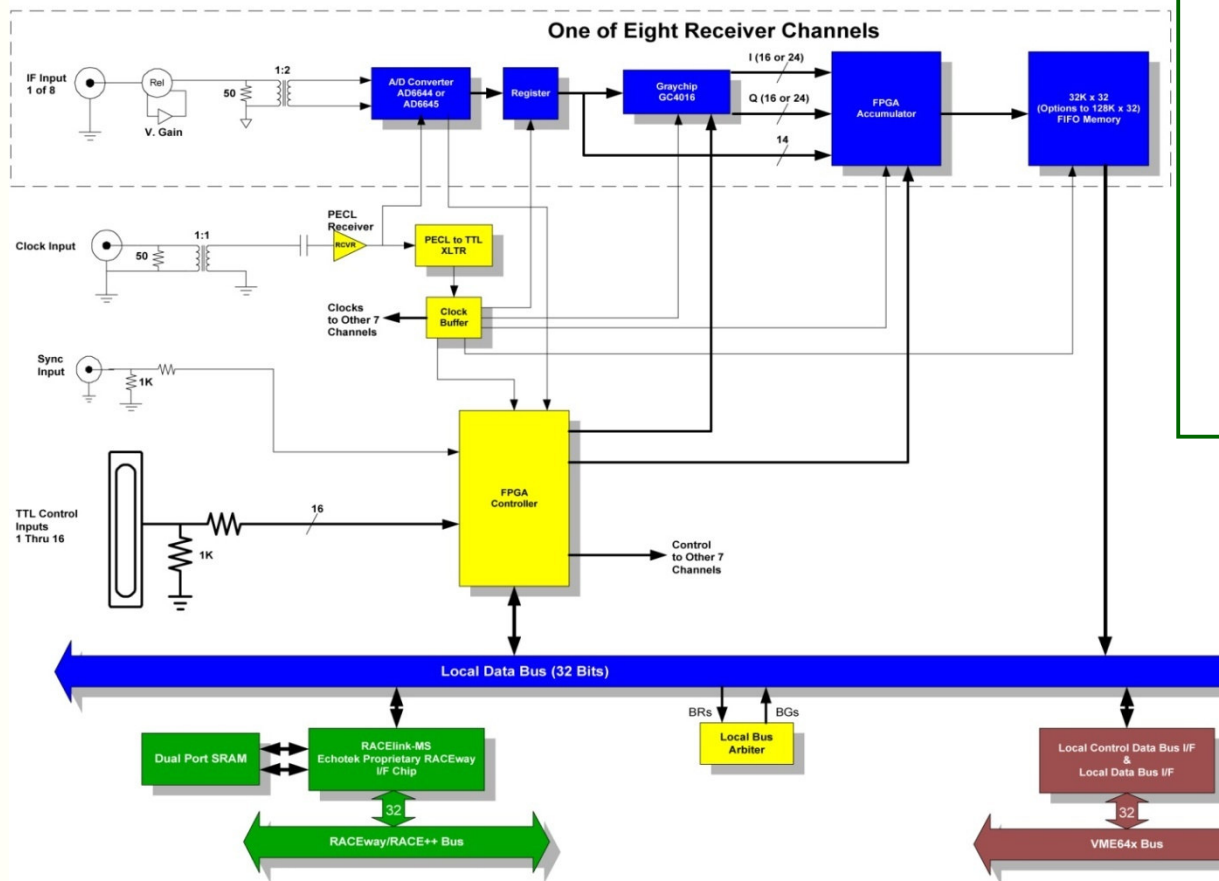 One of Eight Receiver Channels
IF Input
1 of 8
Rel
V. Gain
50
1:2
A/D Converter
AD6644 or
AD6645
Register
Graychip
GC4016
I (16 or 24)
Q (16 or 24)
14
FPGA
Accumulator
32K x 32
(Options to 128K x 32)
FIFO Memory
Clock Input
50
1:1
PECL
Receiver
RCVR
PECL to TTL
XLTR
Clocks
to Other 7
Channels
Clock
Buffer
Sync
Input
1K
TTL Control
Inputs
1 Thru 16
1K
16
FPGA
Controller
Control
to Other 7
Channels
Local Data Bus (32 Bits)
BRs
BGs
Local Bus
Arbiter
Dual Port SRAM
RACElink-MS
Echotek Proprietary RACEway
I/F Chip
32
RACEway/RACE++ Bus
Local Control Data Bus I/F
&
Local Data Bus I/F
32
VME64x Bus